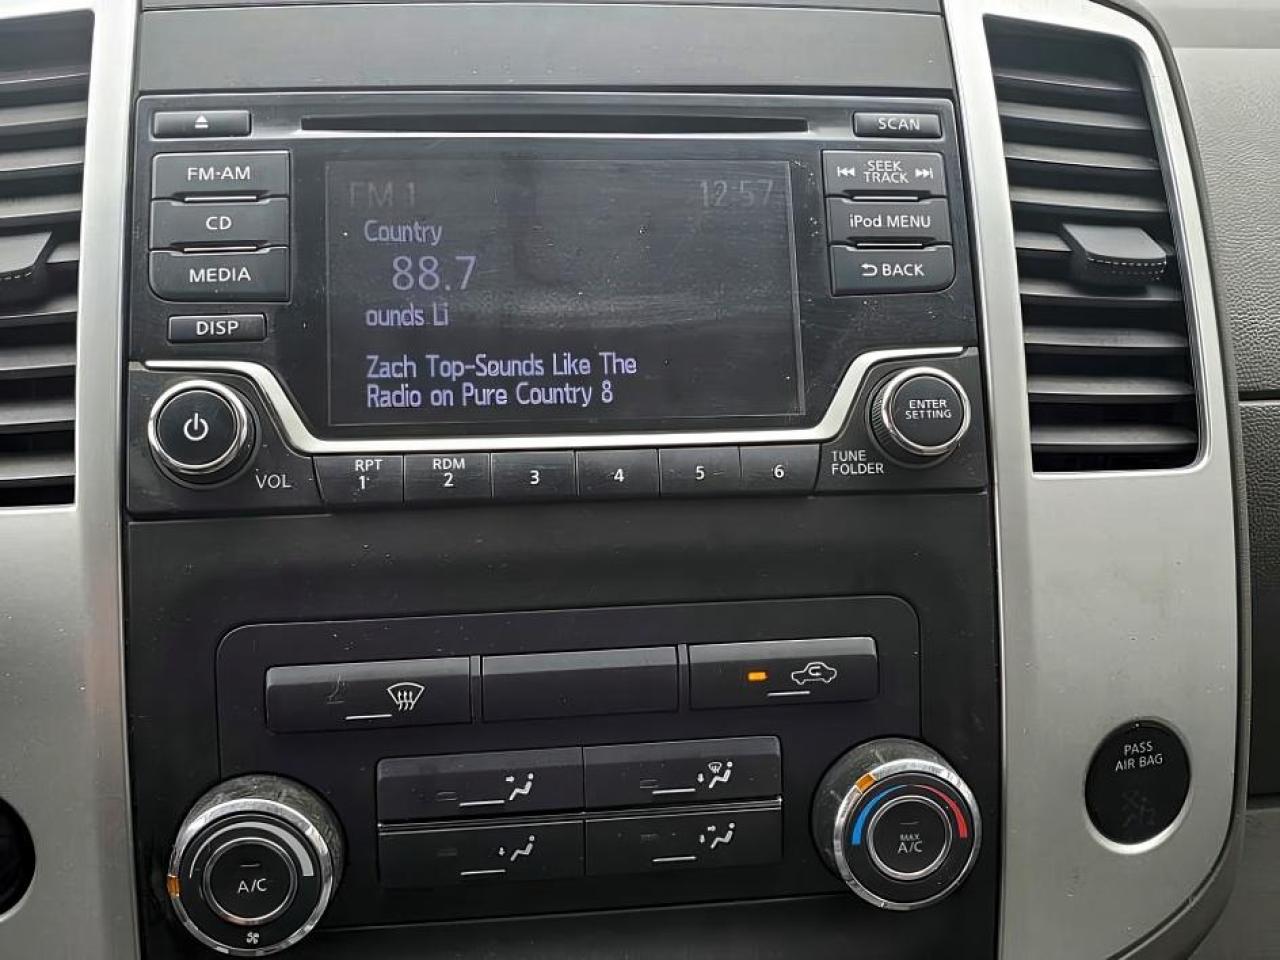 SCAN
FM-AM
CD
MEDIA
DISP
FM 1
12:57
Country
88.7
ounds Li
Zach Top-Sounds Like The
Radio on Pure Country 8
SEEK
TRACK
iPod MENU
BACK
ENTER
SETTING
TUNE
FOLDER
VOL
RPT
1
RDM
2
3
4
5
6
A/C
MAX
A/C
PASS
AIR BAG